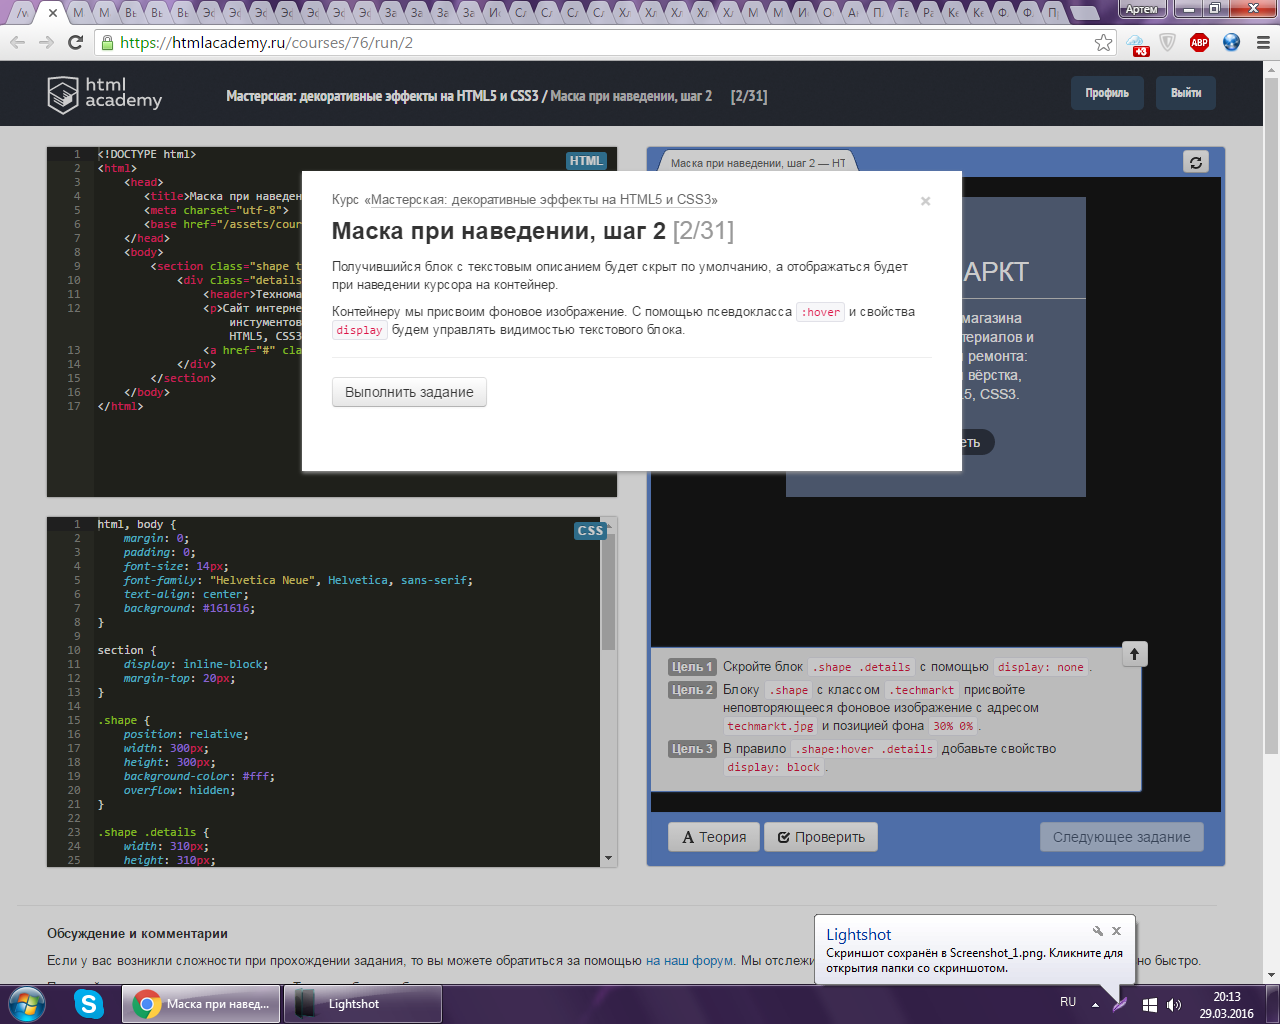 Артем
https://htmlacademy.ru/courses/76/run/2
+3
ABP
html
academy
Мастерская: декоративные эффекты на HTML5 и CSS3 / Маска при наведении, шаг 2 [2/31]
Профиль
Выйти
HTML
1 <!DOCTYPE html>
2 <html>
3 <head>
4 <title>Маска при наведен
5 <meta charset="utf-8">
6 <base href="/assets/cour
7 </head>
8 <body>
9 <section class="shape t
10 <div class="details
11 <header>Технома
12 <p>Сайт интерне
инстументов
HTML5, CSS3
13 <a href="#" cla
14 </div>
15 </section>
16 </body>
17 </html>
Курс «Мастерская: декоративные эффекты на HTML5 и CSS3»
×
Маска при наведении, шаг 2 [2/31]
Получившийся блок с текстовым описанием будет скрыт по умолчанию, а отображаться будет
при наведении курсора на контейнер.
Контейнеру мы присвоим фоновое изображение. С помощью псевдокласса :hover и свойства
display будем управлять видимостью текстового блока.
Выполнить задание
Маска при наведении, шаг 2 — HT
АРКТ
магазина
териалов и
ремонта:
вёрстка,
5, CSS3.
еть
CSS
1 html, body {
2 margin: 0;
3 padding: 0;
4 font-size: 14px;
5 font-family: "Helvetica Neue", Helvetica, sans-serif;
6 text-align: center;
7 background: #161616;
8 }
9
10 section {
11 display: inline-block;
12 margin-top: 20px;
13 }
14
15 .shape {
16 position: relative;
17 width: 300px;
18 height: 300px;
19 background-color: #fff;
20 overflow: hidden;
21 }
22
23 .shape .details {
24 width: 310px;
25 height: 310px;
Цель 1 Скройте блок .shape .details с помощью display: none.
Цель 2 Блоку .shape с классом .techmarkt присвойте
неповторяющееся фоновое изображение с адресом
techmarkt.jpg и позицией фона 30% 0%.
Цель 3 В правило .shape:hover .details добавьте свойство
display: block.
Теория
Проверить
Следующее задание
Обсуждение и комментарии
Если у вас возникли сложности при прохождении задания, то вы можете обратиться за помощью на наш форум. Мы отслежи
но быстро.
Lightshot
Скриншот сохранён в Screenshot_1.png. Кликните для
открытия папки со скриншотом.
Маска при навед...
Lightshot
RU
20:13
29.03.2016